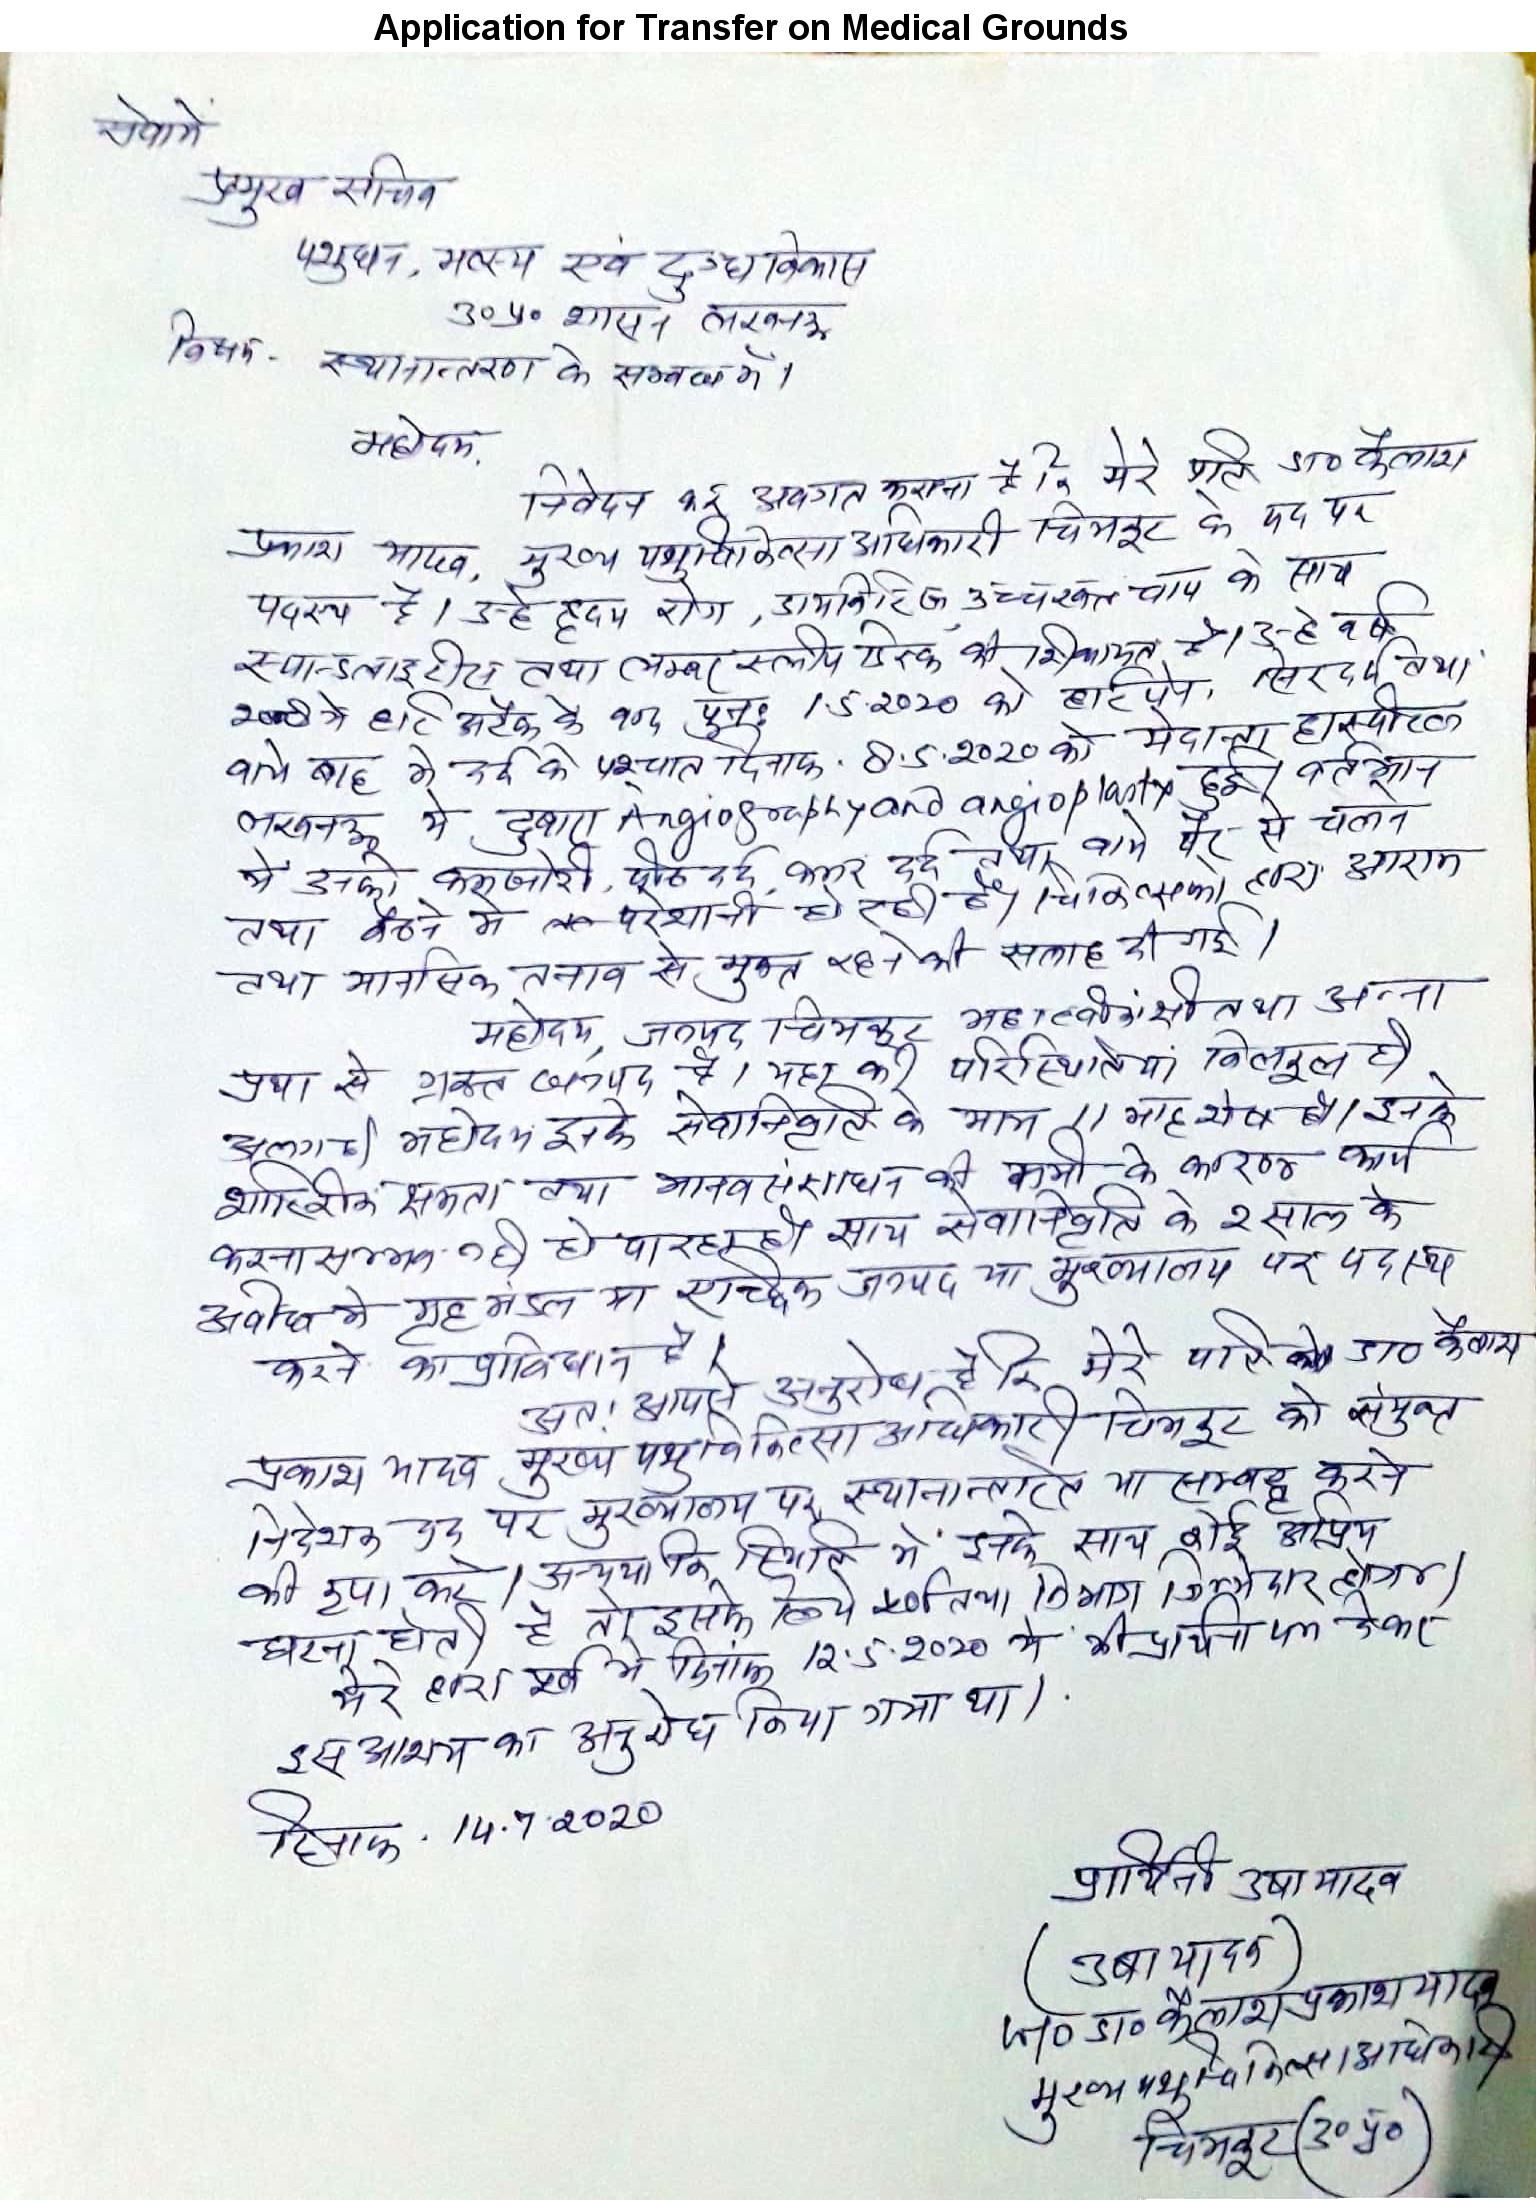 Application for Transfer on Medical Grounds
सेवामें
प्रमुख सचिव
पशुधन, मत्स्य एवं दुग्ध विकास
उ०प्र० शासन लखनऊ
विषय- स्थानान्तरण के सम्बन्ध में।
महोदय,
निवेदन कर अवगत कराना है कि मेरे पति डा० कैलाश
प्रकाश यादव, मुख्य पशुचिकित्सा अधिकारी चित्रकूट के पद पर
पदस्थ है। उन्हे हृदय रोग, डायबिटिज, उच्चरक्त चाप के साथ
स्पान्डलाइटीस तथा लम्बर स्लीप डिस्क की शिकायत है। उन्हे वर्ष
मे हार्ट अटैक के बाद पुनः 1.5.2020 को हार्ट पेन, सिरदर्द तथा
वाये बाह मे दर्द के पश्चात दिनांक. 8.5.2020 को मेदान्ता हास्पीटल
लखनऊ मे दुबारा Angiography and angioplasty हुई। वर्तमान
मे उनको कमजोरी, पीठ दर्द, कमर दर्द तथा वाये पैर से चलने
तथा बैठने मे परेशानी हो रही है। चिकित्सको द्वारा आराम
तथा मानसिक तनाव से मुक्त रहने की सलाह दी गई।
महोदय, जनपद चित्रकूट महात्वाकांक्षी तथा अन्ना
प्रथा से ग्रस्त जनपद है। यहा की परिस्थितियां बिलकुल ही
अलग है। महोदय इनके सेवानिवृति के मात्र 11 माह शेष है। इनके
शारिरीक क्षमता तथा मानव संसाधन की कमी के कारण कार्य
करना सम्भव नही हो पा रहा है। साथ सेवानिवृति के 2 साल के
अवधि मे गृह मंडल या एच्छिक जनपद या मुख्यालय पर पदस्थ
करने का प्राविधान है।
अतः आपसे अनुरोध है कि मेरे पति को डा० कैलाश
प्रकाश यादव मुख्य पशुचिकित्सा अधिकारी चित्रकूट को संयुक्त
निदेशक पद पर मुख्यालय पर स्थानान्तरित या सम्बद्ध करने
की कृपा करे। अन्यथा कि स्थिति मे इनके साथ कोई अप्रिय
घटना होती है तो इसके लिये विभाग जिम्मेदार होगा।
मेरे द्वारा पूर्व मे दिनांक 12.5.2020 मे भी प्रार्थना पत्र देकर
इस आशय का अनुरोध किया गया था।
दिनाक. 14.7.2020
प्रार्थिनी उषा यादव
(उषा यादव)
W/O डा० कैलाश प्रकाश यादव
मुख्य पशुचिकित्सा अधिकारी
चित्रकूट (उ०प्र०)